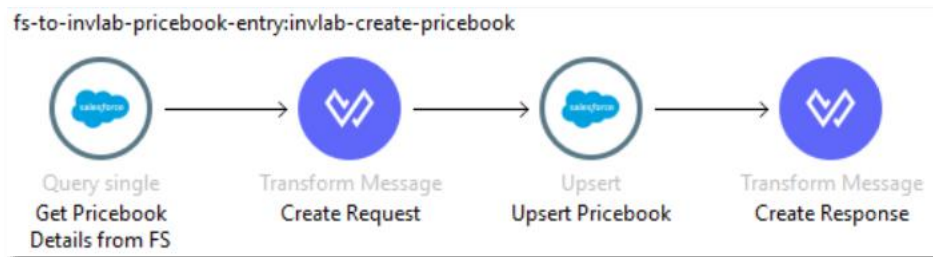 fs-to-invlab-pricebook-entry:invlab-create-pricebook
salesforce
salesforce
Query single
Transform Message
Upsert
Transform Message
Get Pricebook
Details from FS
Create Request
Upsert Pricebook
Create Response